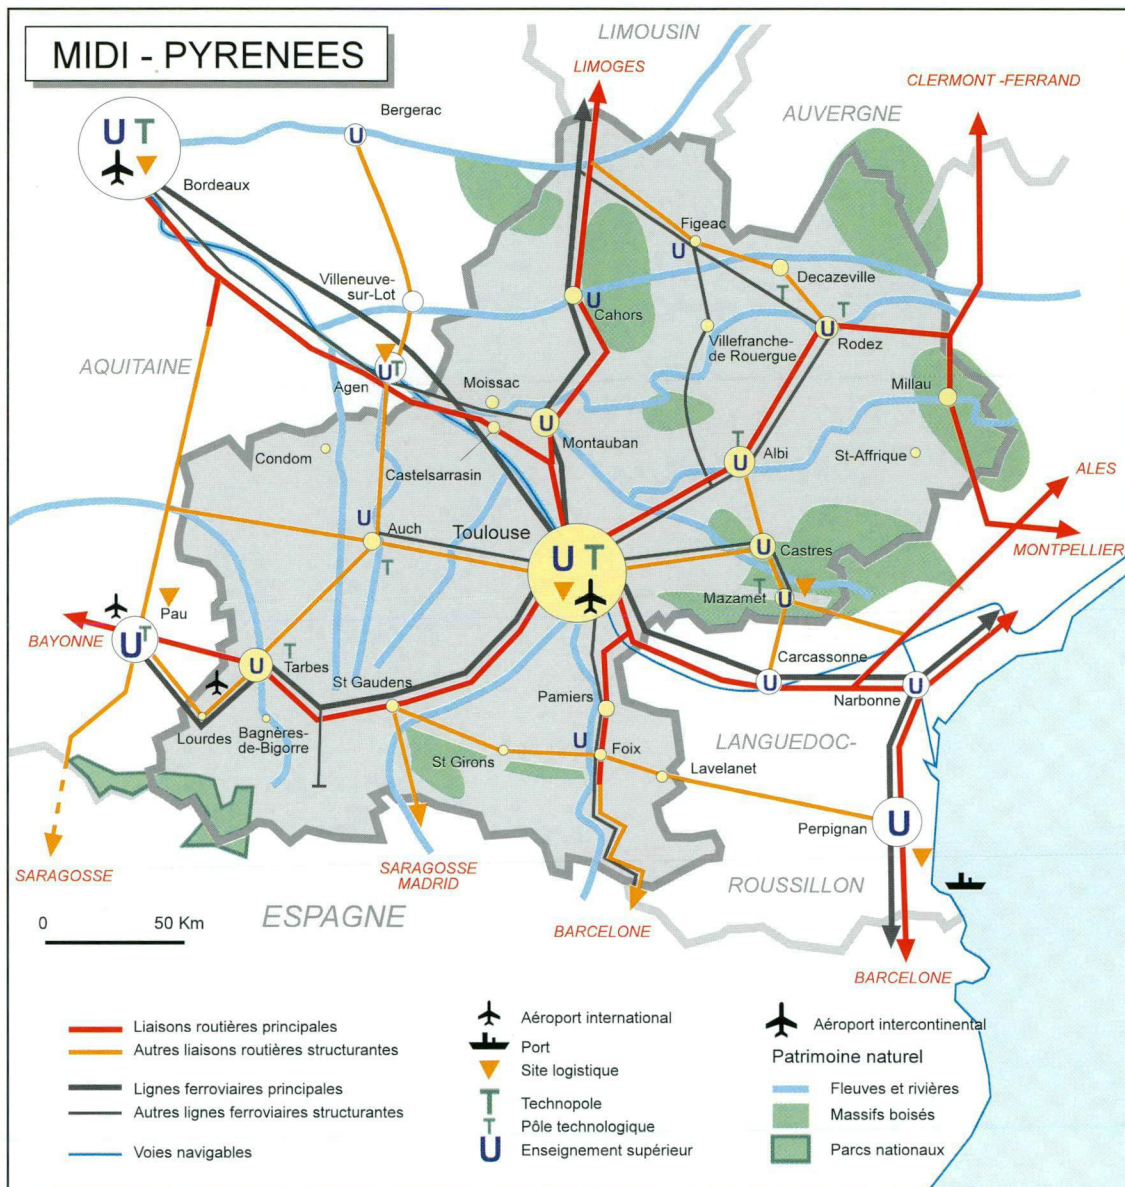 MIDI - PYRENEES
LIMOUSIN
LIMOGES
CLERMONT -FERRAND
AUVERGNE
Bergerac
U T
Bordeaux
U
Figeac
U
Villeneuve-
sur-Lot
Decazeville
T
T
U
Cahors
Villefranche-
de Rouergue
U
Rodez
AQUITAINE
Agen
U T
Moissac
Millau
U
Montauban
Condom
Castelsarrasin
T
U
Albi
St-Affrique
ALES
U
Auch
T
Toulouse
U T
U
Castres
MONTPELLIER
T
Mazamet
U
Pau
BAYONNE
U T
T
U
Tarbes
St Gaudens
Carcassonne
U
Narbonne
U
Lourdes
Bagnères-
de-Bigorre
Pamiers
U
Foix
LANGUEDOC-
St Girons
Lavelanet
Perpignan
U
SARAGOSSE
SARAGOSSE
MADRID
ROUSSILLON
0
50 Km
ESPAGNE
BARCELONE
BARCELONE
Liaisons routières principales
Autres liaisons routières structurantes
Lignes ferroviaires principales
Autres lignes ferroviaires structurantes
Voies navigables
Aéroport international
Port
Site logistique
T Technopole
T Pôle technologique
U Enseignement supérieur
Aéroport intercontinental
Patrimoine naturel
Fleuves et rivières
Massifs boisés
Parcs nationaux